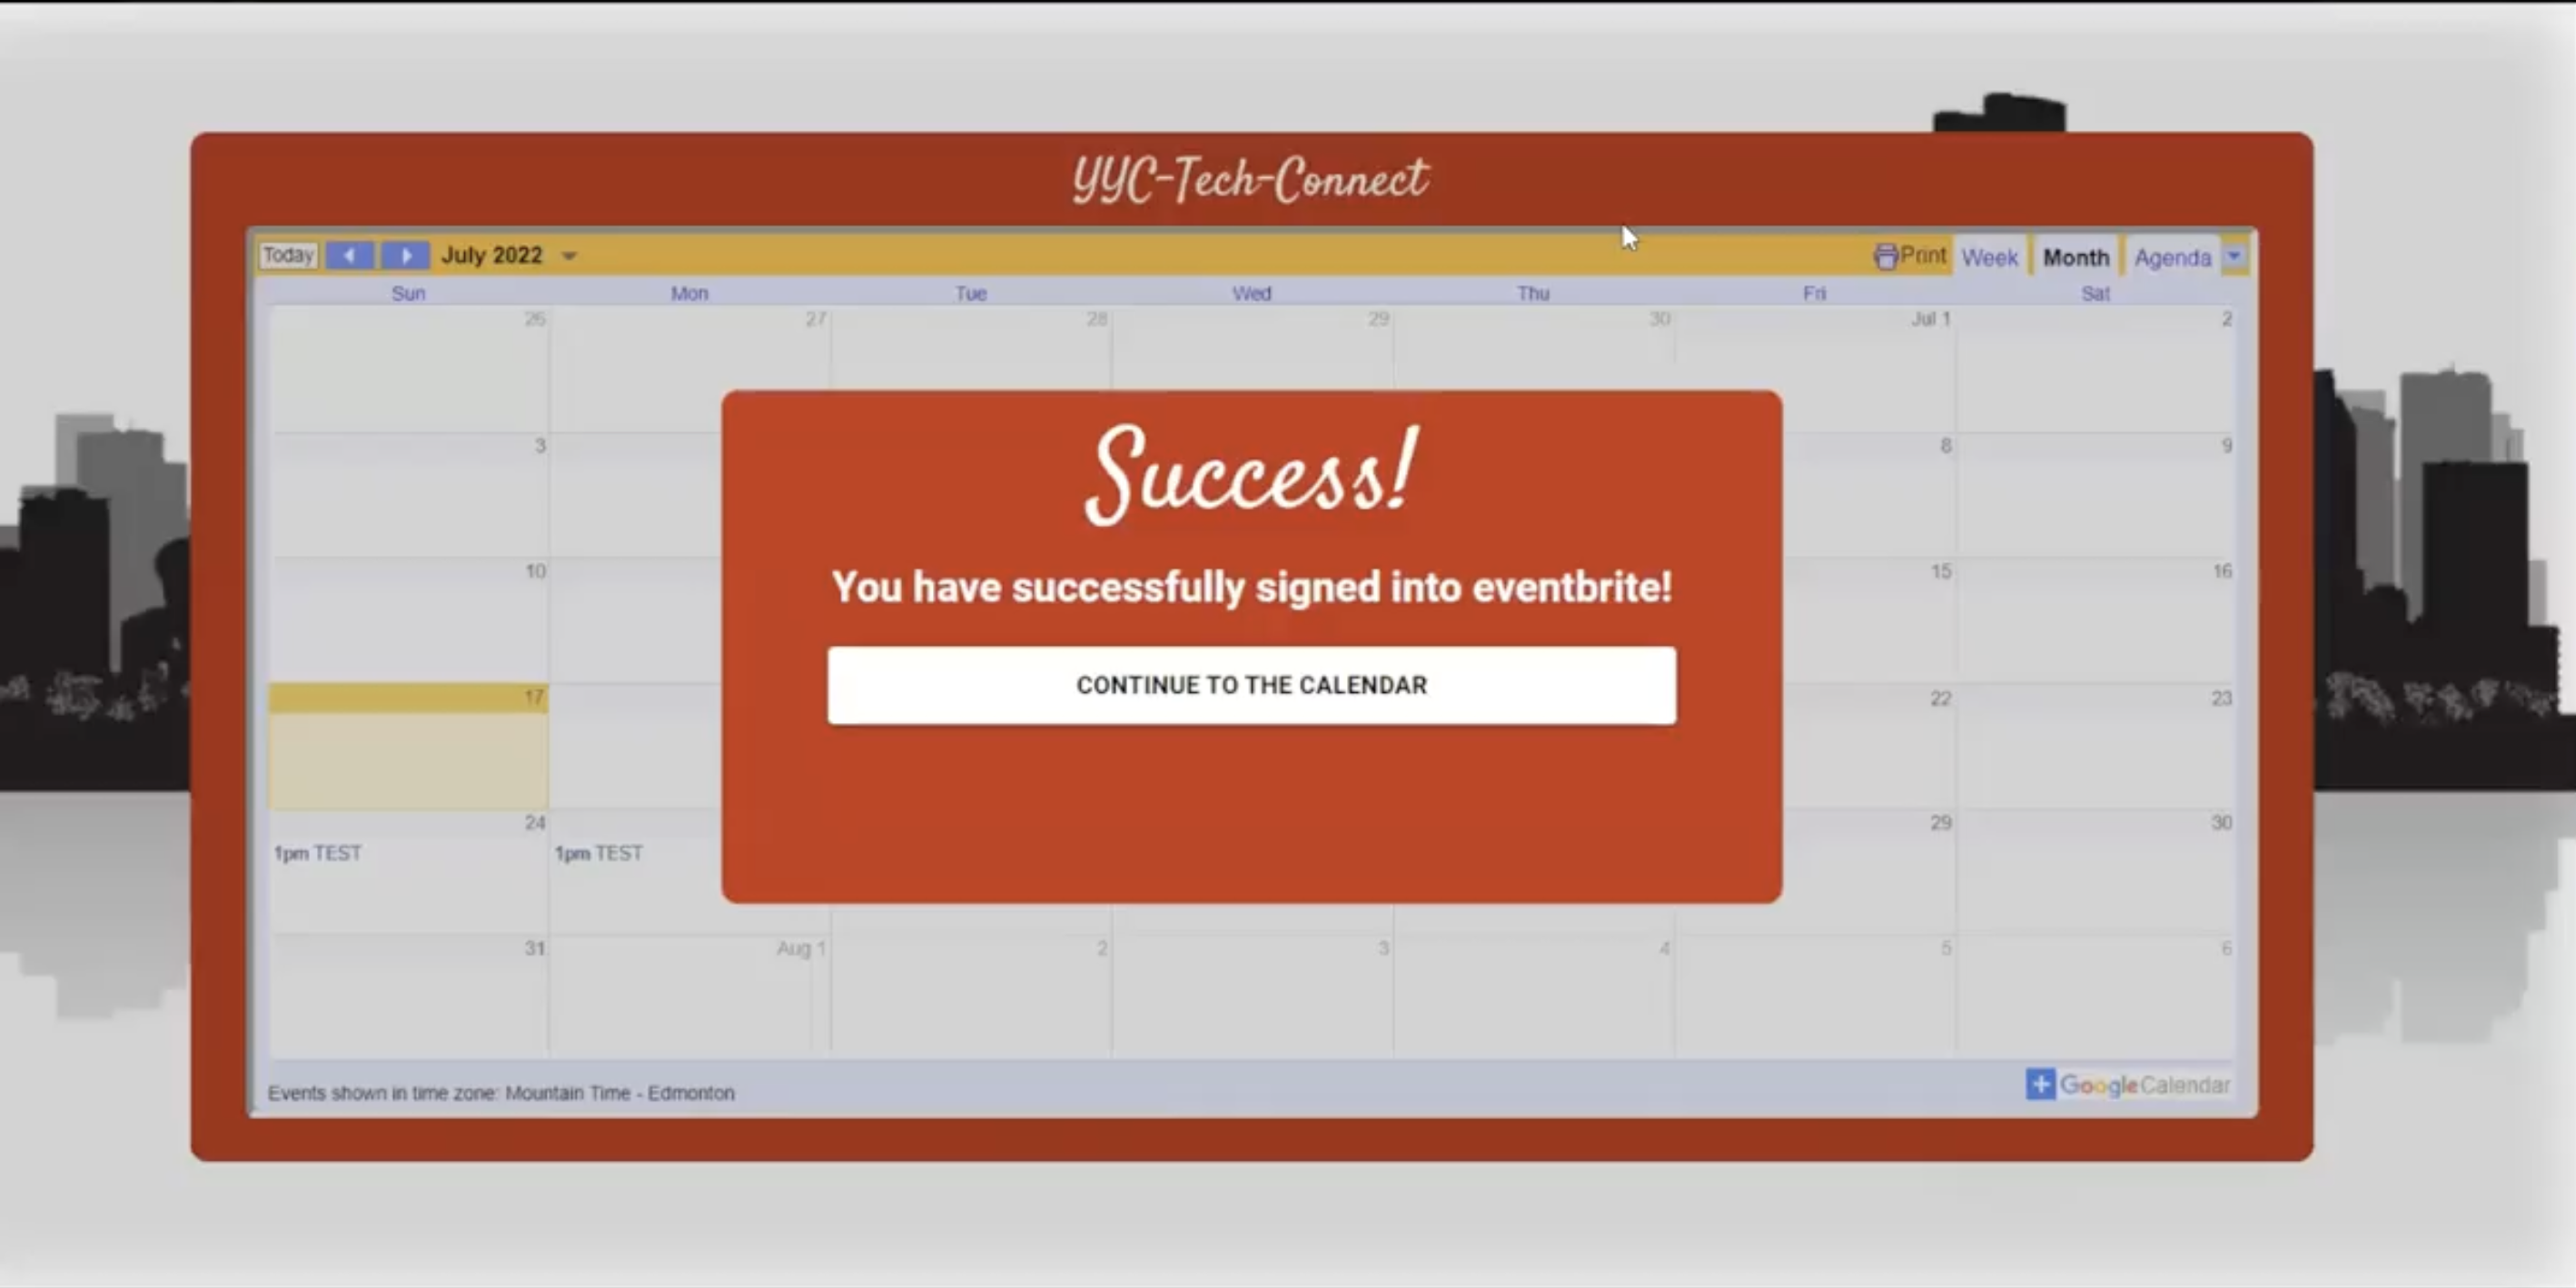 YYC-Tech-Connect
Today July 2022 Print Week Month Agenda
Sun Mon Tue Wed Thu Fri Sat
26 27 28 29 30 Jul 1 2
Success!
3 8 9
You have successfully signed into eventbrite!
10 15 16
CONTINUE TO THE CALENDAR
17 22 23
24 29 30
1pm TEST 1pm TEST
31 Aug 1 2 3 4 5 6
Events shown in time zone: Mountain Time - Edmonton
+ Google Calendar